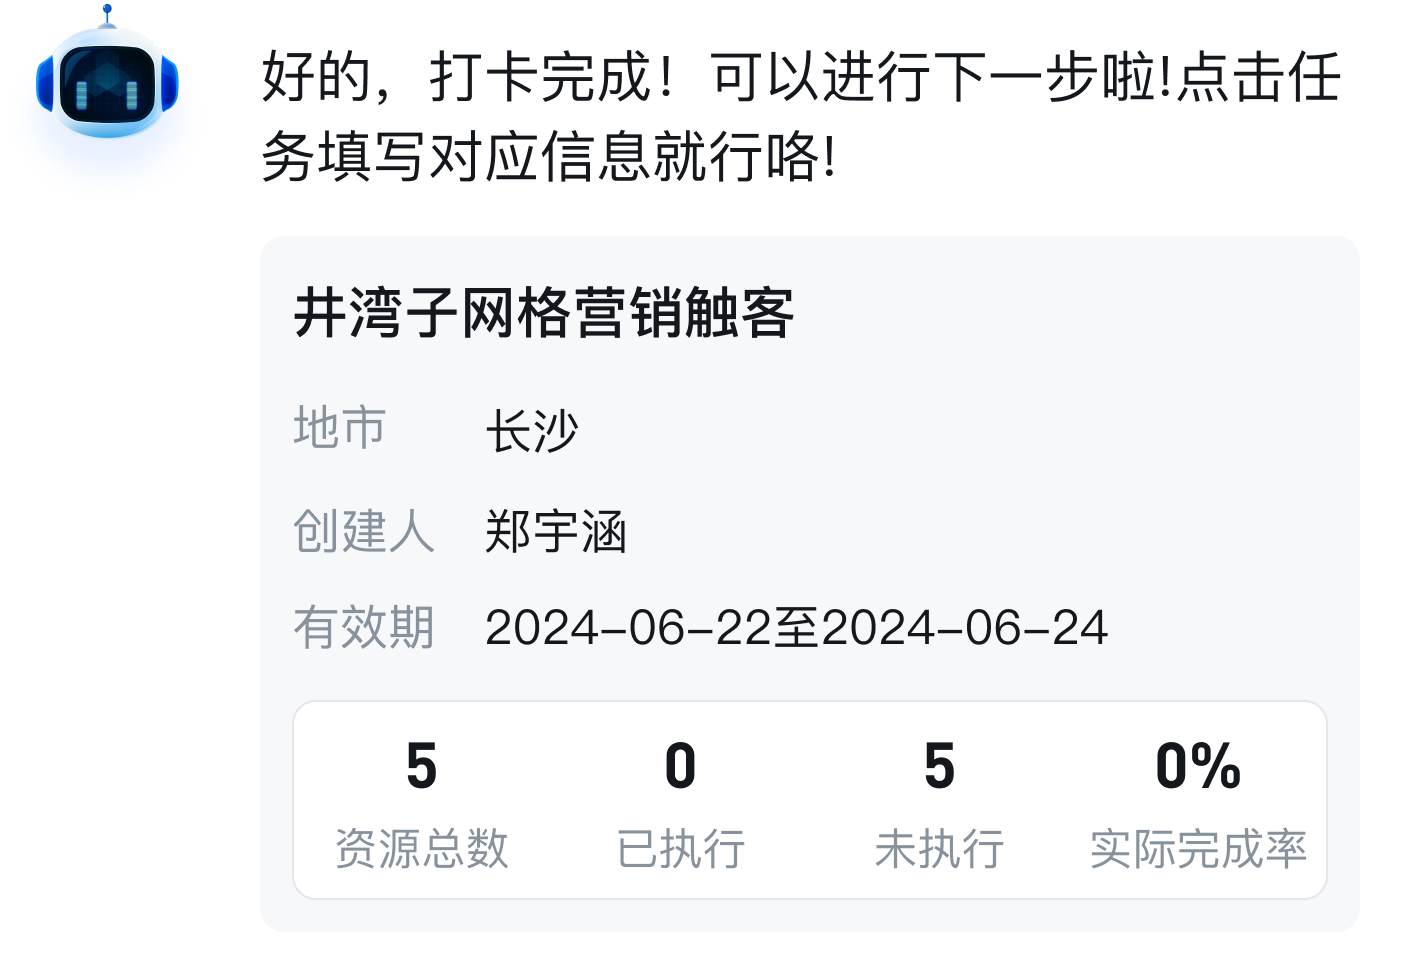 好的，打卡完成！可以进行下一步啦!点击任
务填写对应信息就行咯!
井湾子网格营销触客
地市 长沙
创建人 郑宇涵
有效期 2024-06-22至2024-06-24
5 0 5 0%
资源总数 已执行 未执行 实际完成率